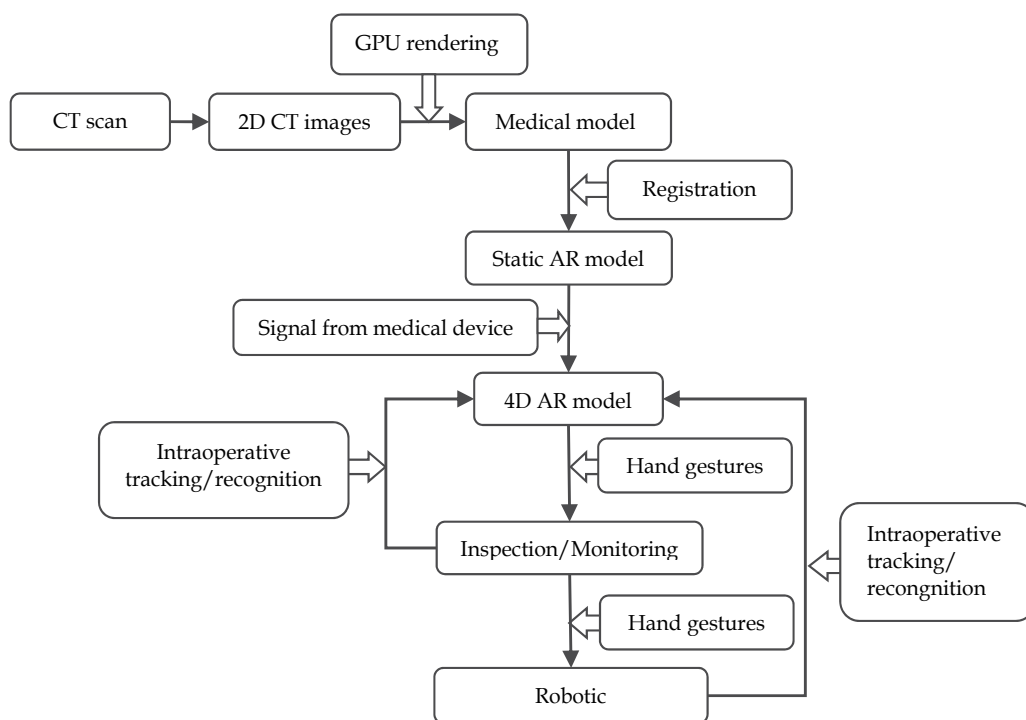 GPU rendering
CT scan
2D CT images
Medical model
Registration
Static AR model
Signal from medical device
4D AR model
Intraoperative
tracking/recognition
Hand gestures
Inspection/Monitoring
Intraoperative
tracking/
recongnition
Hand gestures
Robotic